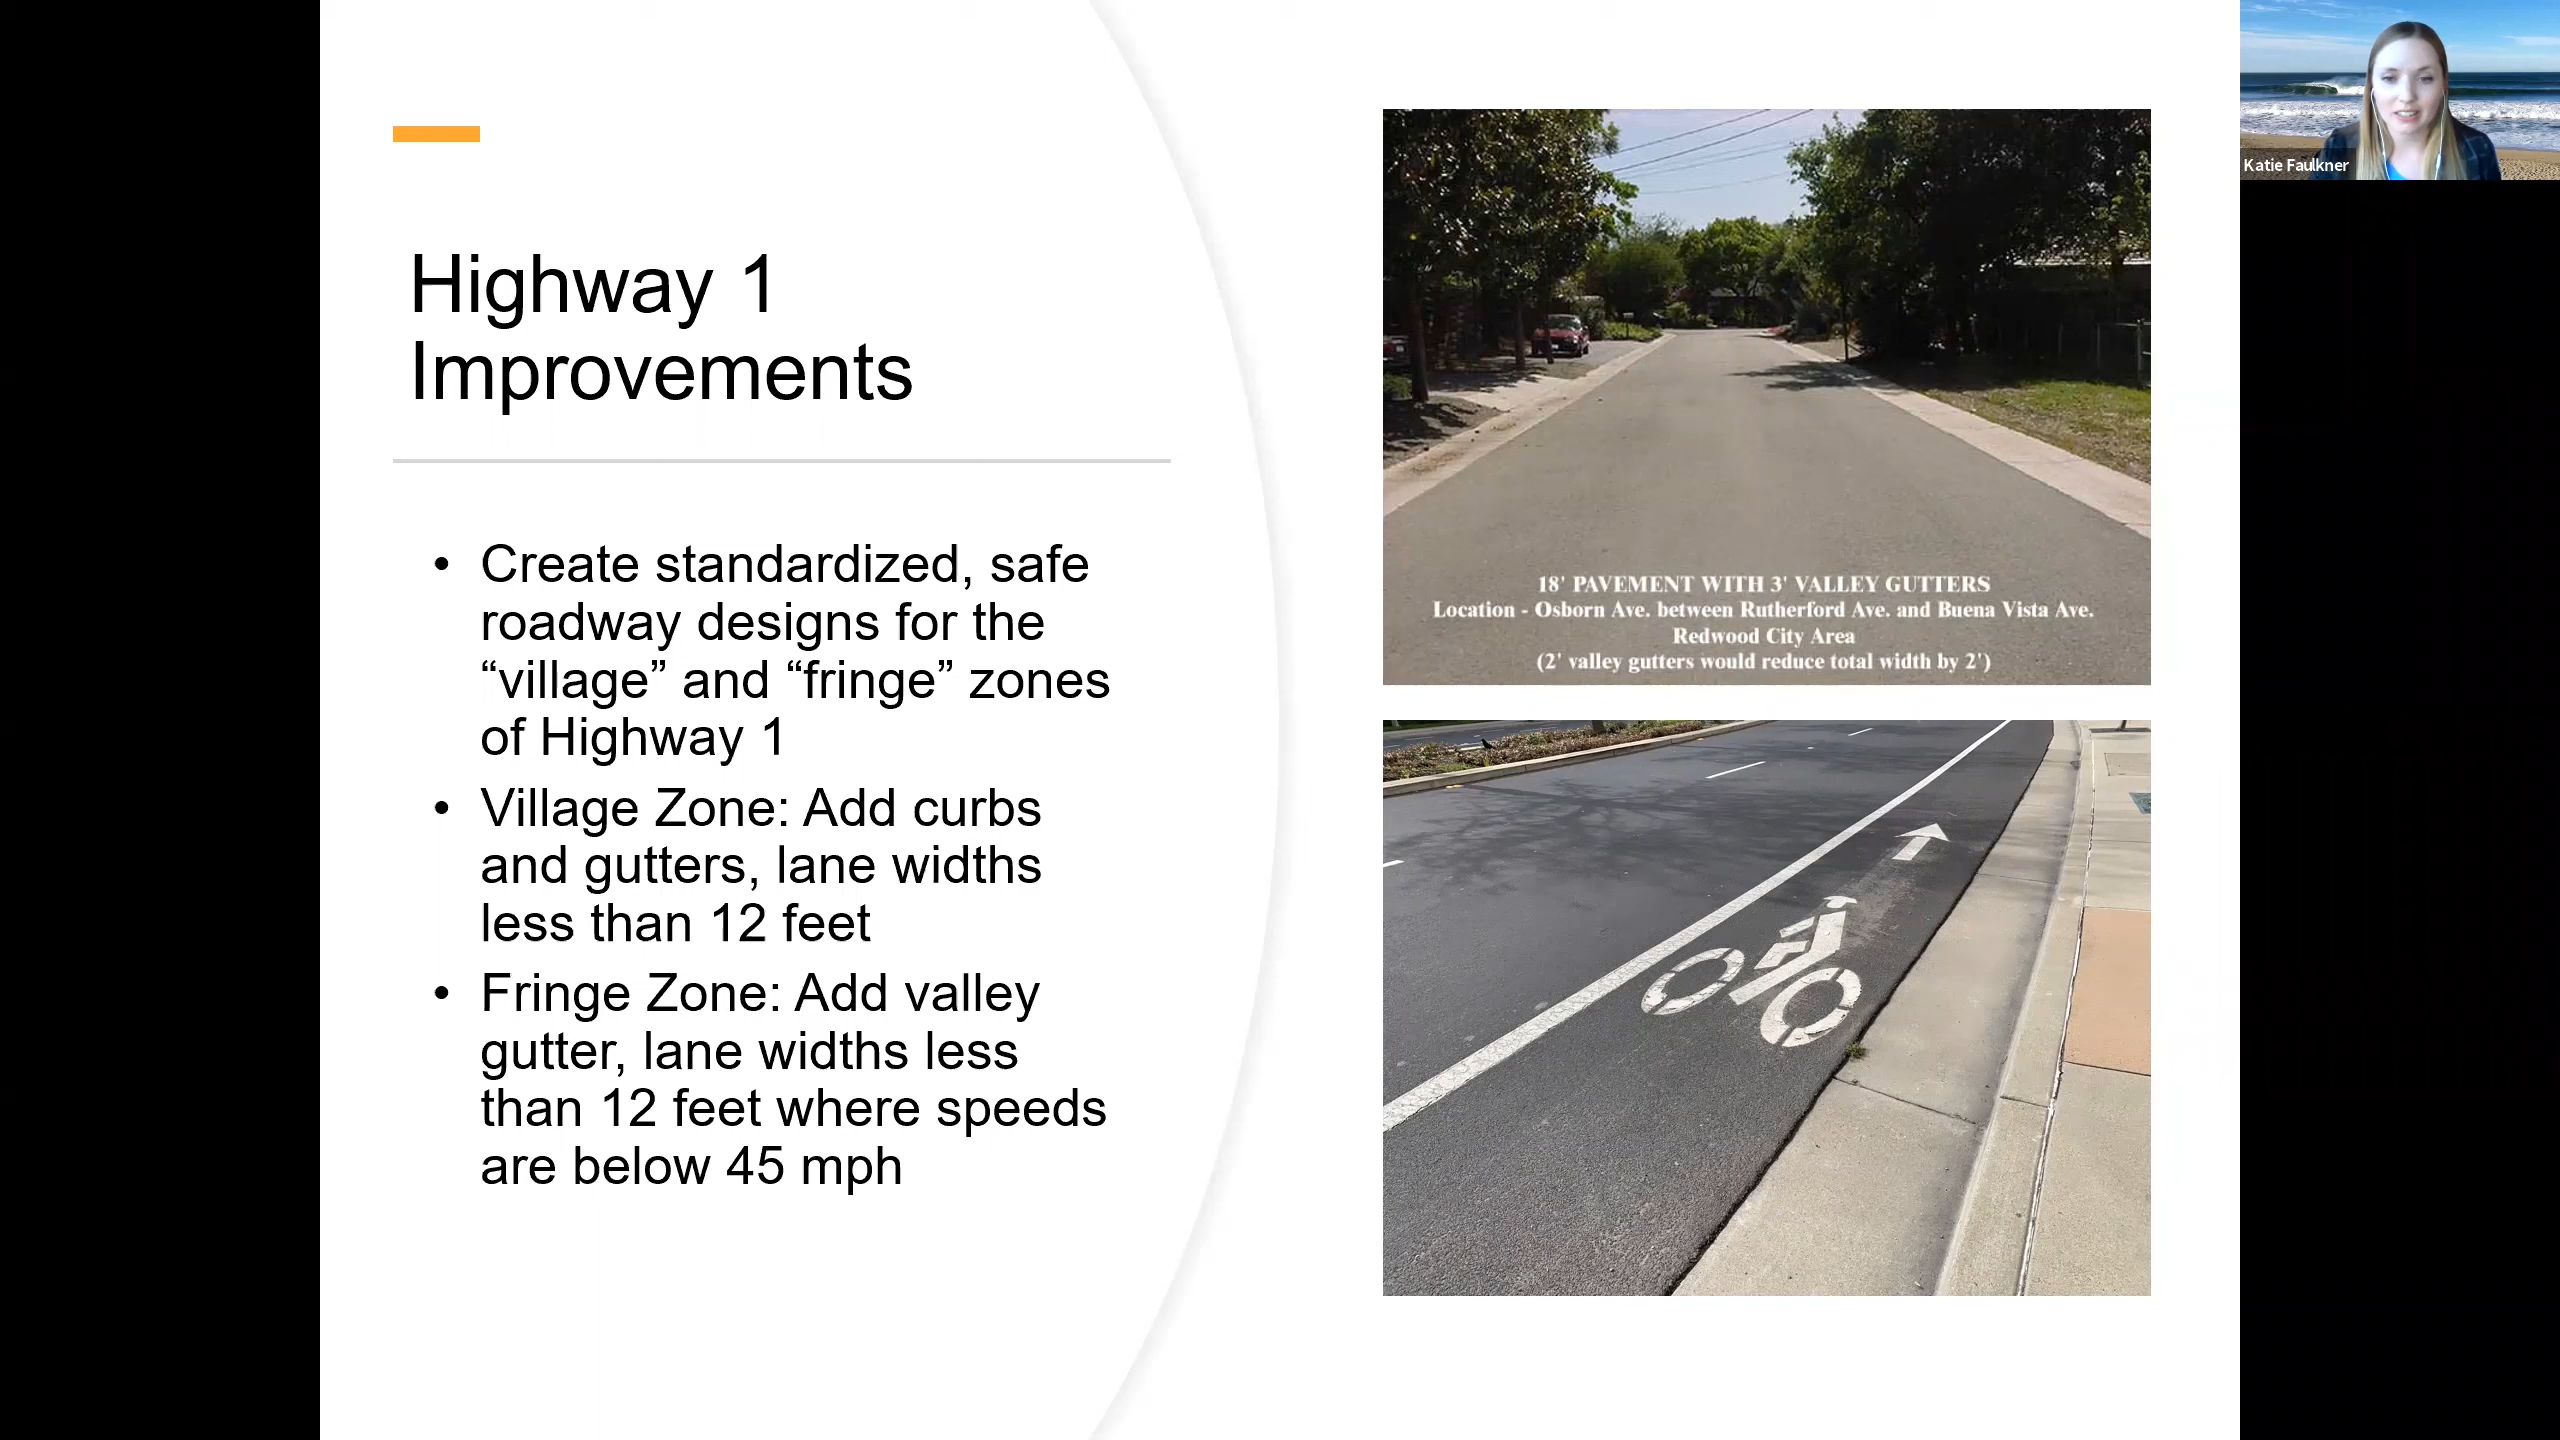 Highway 1
Improvements
• Create standardized, safe
roadway designs for the
“village” and “fringe” zones
of Highway 1
• Village Zone: Add curbs
and gutters, lane widths
less than 12 feet
• Fringe Zone: Add valley
gutter, lane widths less
than 12 feet where speeds
are below 45 mph
18' PAVEMENT WITH 3' VALLEY GUTTERS
Location - Osborn Ave. between Rutherford Ave. and Buena Vista Ave.
Redwood City Area
(2' valley gutters would reduce total width by 2')
Katie Faulkner